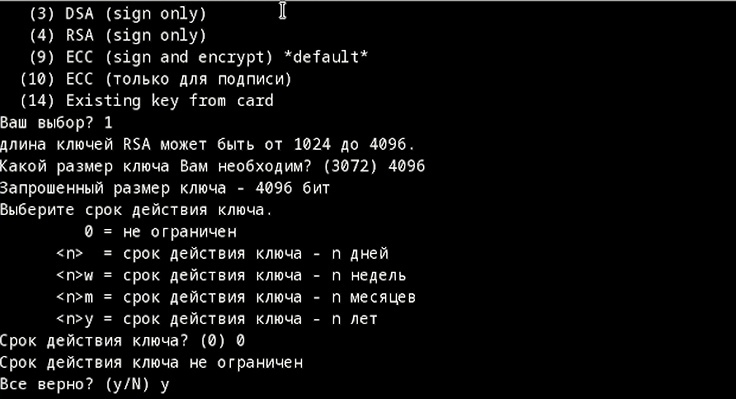 (3) DSA (sign only)
(4) RSA (sign only)
(9) ECC (sign and encrypt) *default*
(10) ECC (только для подписи)
(14) Existing key from card
Ваш выбор? 1
длина ключей RSA может быть от 1024 до 4096.
Какой размер ключа Вам необходим? (3072) 4096
Запрошенный размер ключа - 4096 бит
Выберите срок действия ключа.
0 = не ограничен
<n> = срок действия ключа - n дней
<n>w = срок действия ключа - n недель
<n>m = срок действия ключа - n месяцев
<n>y = срок действия ключа - n лет
Срок действия ключа? (0) 0
Срок действия ключа не ограничен
Все верно? (y/N) y